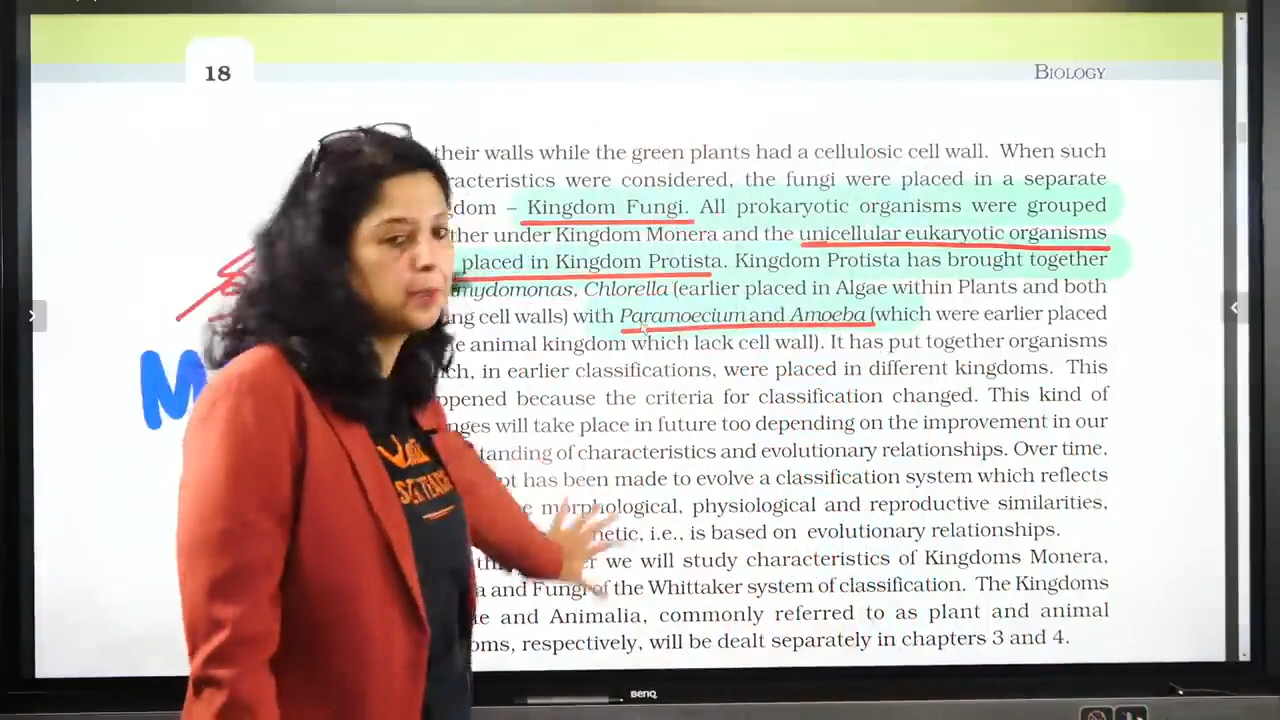 18
BIOLOGY
their walls while the green plants had a cellulosic cell wall. When such
racteristics were considered, the fungi were placed in a separate
gdom – Kingdom Fungi. All prokaryotic organisms were grouped
ther under Kingdom Monera and the unicellular eukaryotic organisms
placed in Kingdom Protista. Kingdom Protista has brought together
mydomonas, Chlorella (earlier placed in Algae within Plants and both
ng cell walls) with Paramoecium and Amoeba (which were earlier placed
e animal kingdom which lack cell wall). It has put together organisms
ch, in earlier classifications, were placed in different kingdoms. This
ppened because the criteria for classification changed. This kind of
nges will take place in future too depending on the improvement in our
tanding of characteristics and evolutionary relationships. Over time,
pt has been made to evolve a classification system which reflects
e morphological, physiological and reproductive similarities,
netic, i.e., is based on evolutionary relationships.
r we will study characteristics of Kingdoms Monera,
a and Fungi of the Whittaker system of classification. The Kingdoms
e and Animalia, commonly referred to as plant and animal
oms, respectively, will be dealt separately in chapters 3 and 4.
M
BenQ